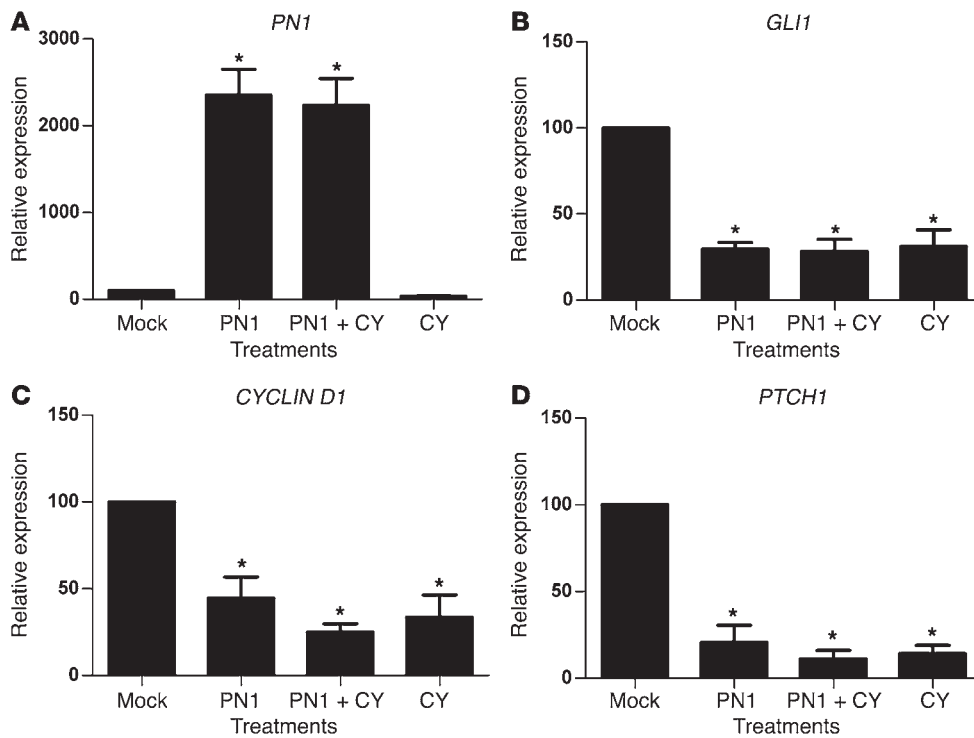 A
PN1
3000
2000
1000
0
Relative expression
*
*
Mock
PN1
PN1 + CY
CY
Treatments
B
GLI1
150
100
50
0
Relative expression
*
*
*
Mock
PN1
PN1 + CY
CY
Treatments
C
CYCLIN D1
150
100
50
0
Relative expression
*
*
*
Mock
PN1
PN1 + CY
CY
Treatments
D
PTCH1
150
100
50
0
Relative expression
*
*
*
Mock
PN1
PN1 + CY
CY
Treatments